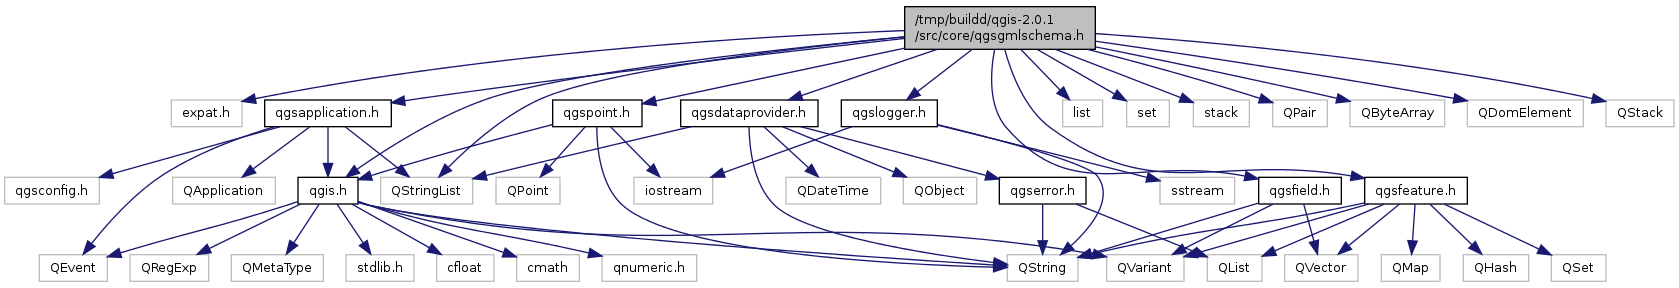 /tmp/buildd/qgis-2.0.1
/src/core/qgsgmlschema.h
expat.h
qgsapplication.h
qgspoint.h
qgsdataprovider.h
qgslogger.h
list
set
stack
QPair
QByteArray
QDomElement
QStack
qgsconfig.h
QApplication
qgis.h
QStringList
QPoint
iostream
QDateTime
QObject
qgserror.h
sstream
qgsfield.h
qgsfeature.h
QEvent
QRegExp
QMetaType
stdlib.h
cfloat
cmath
qnumeric.h
QString
QVariant
QList
QVector
QMap
QHash
QSet